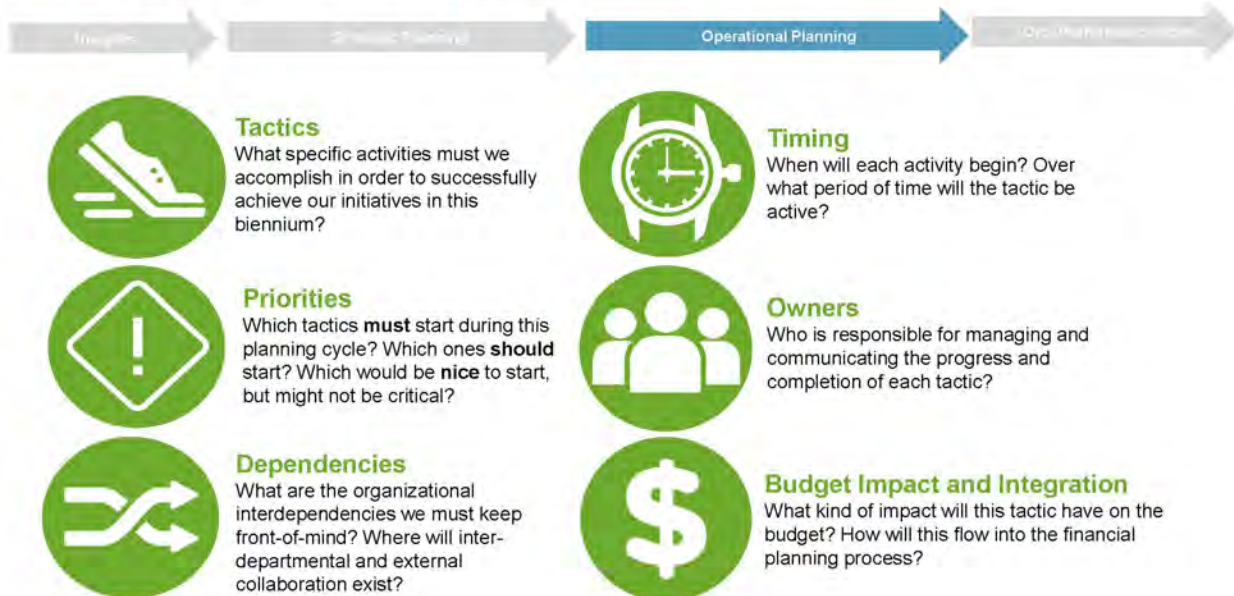 Strategic Planning
Operational Planning
Tactics
What specific activities must we
accomplish in order to successfully
achieve our initiatives in this
biennium?
Priorities
Which tactics must start during this
planning cycle? Which ones should
start? Which would be nice to start,
but might not be critical?
Dependencies
What are the organizational
interdependencies we must keep
front-of-mind? Where will inter-
departmental and external
collaboration exist?
Timing
When will each activity begin? Over
what period of time will the tactic be
active?
Owners
Who is responsible for managing and
communicating the progress and
completion of each tactic?
Budget Impact and Integration
What kind of impact will this tactic have on the
budget? How will this flow into the financial
planning process?